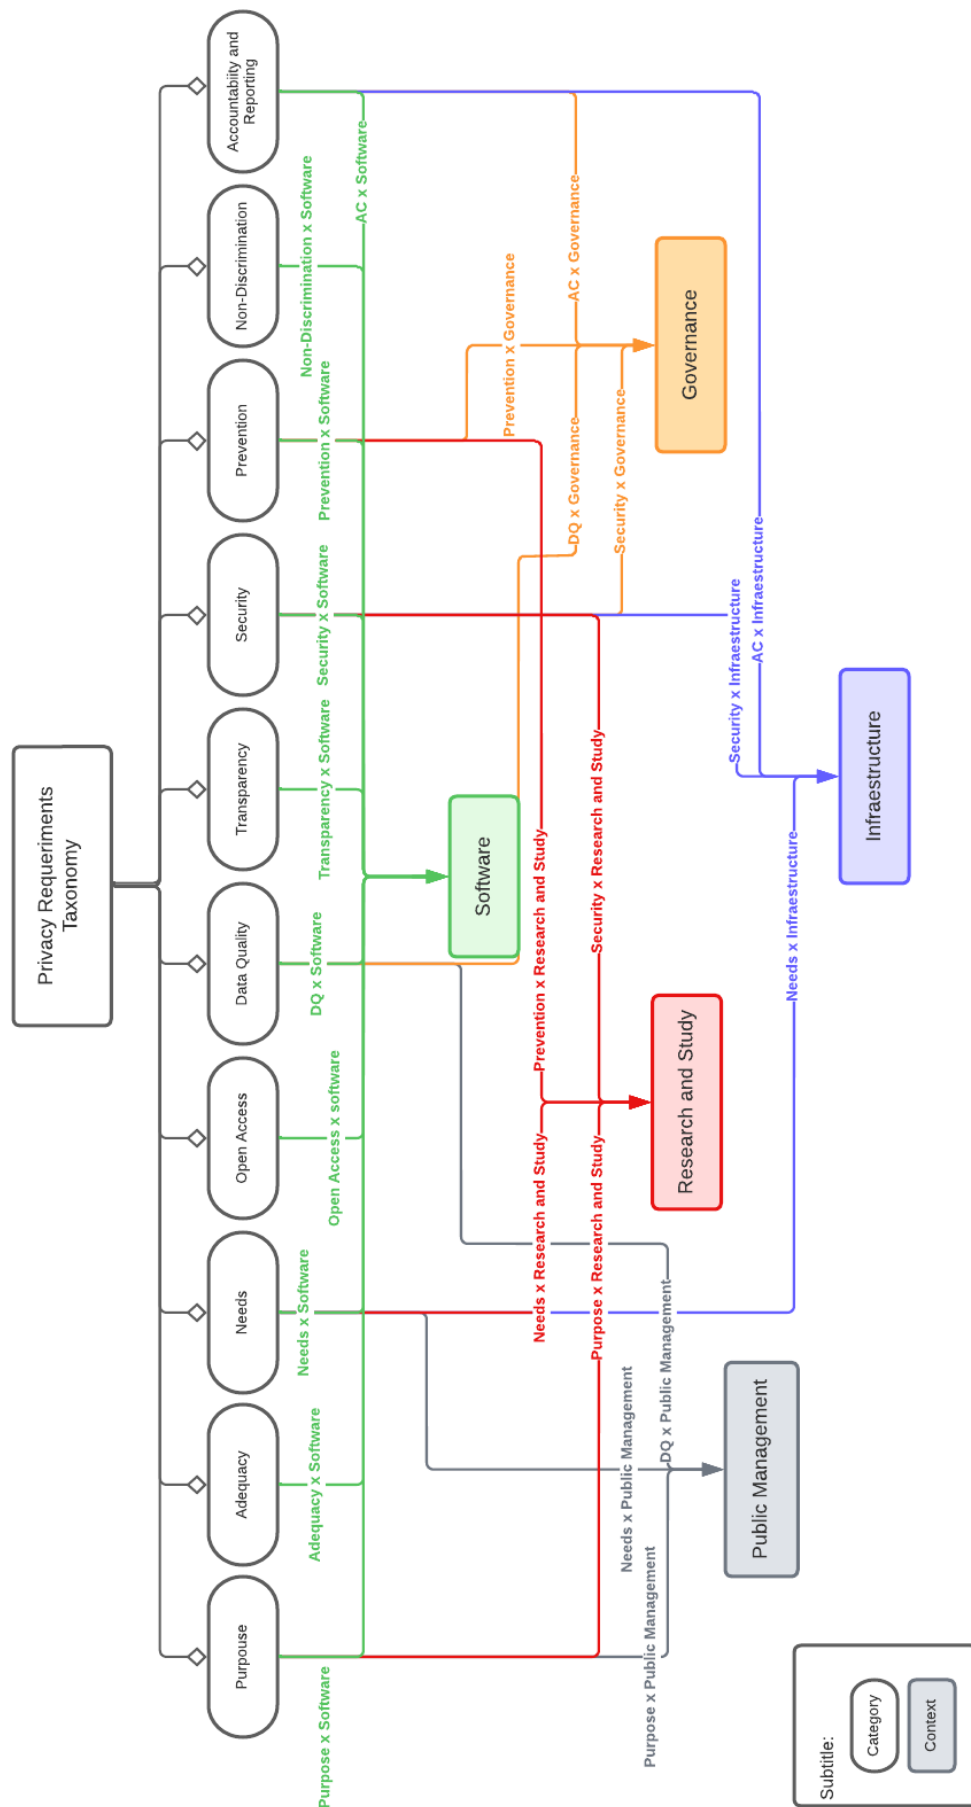 Privacy Requeriments
Taxonomy
Purpouse
Adequacy
Needs
Open Access
Data Quality
Transparency
Security
Prevention
Non-Discrimination
Accountabiity and
Reporting
Purpose x Software
Adequacy x Software
Needs x Software
Open Access x software
DQ x Software
Transparency x Software
Security x Software
Prevention x Software
Non-Discrimination x Software
AC x Software
Software
Prevention x Governance
DQ x Governance
AC x Governance
Security x Governance
Governance
Needs x Research and Study
Prevention x Research and Study
Purpose x Research and Study
Security x Research and Study
Research and Study
Needs x Public Management
Purpose x Public Management
DQ x Public Management
Public Management
Security x Infraestructure
AC x Infraestructure
Needs x Infraestructure
Infraestructure
Subtitle:
Category
Context